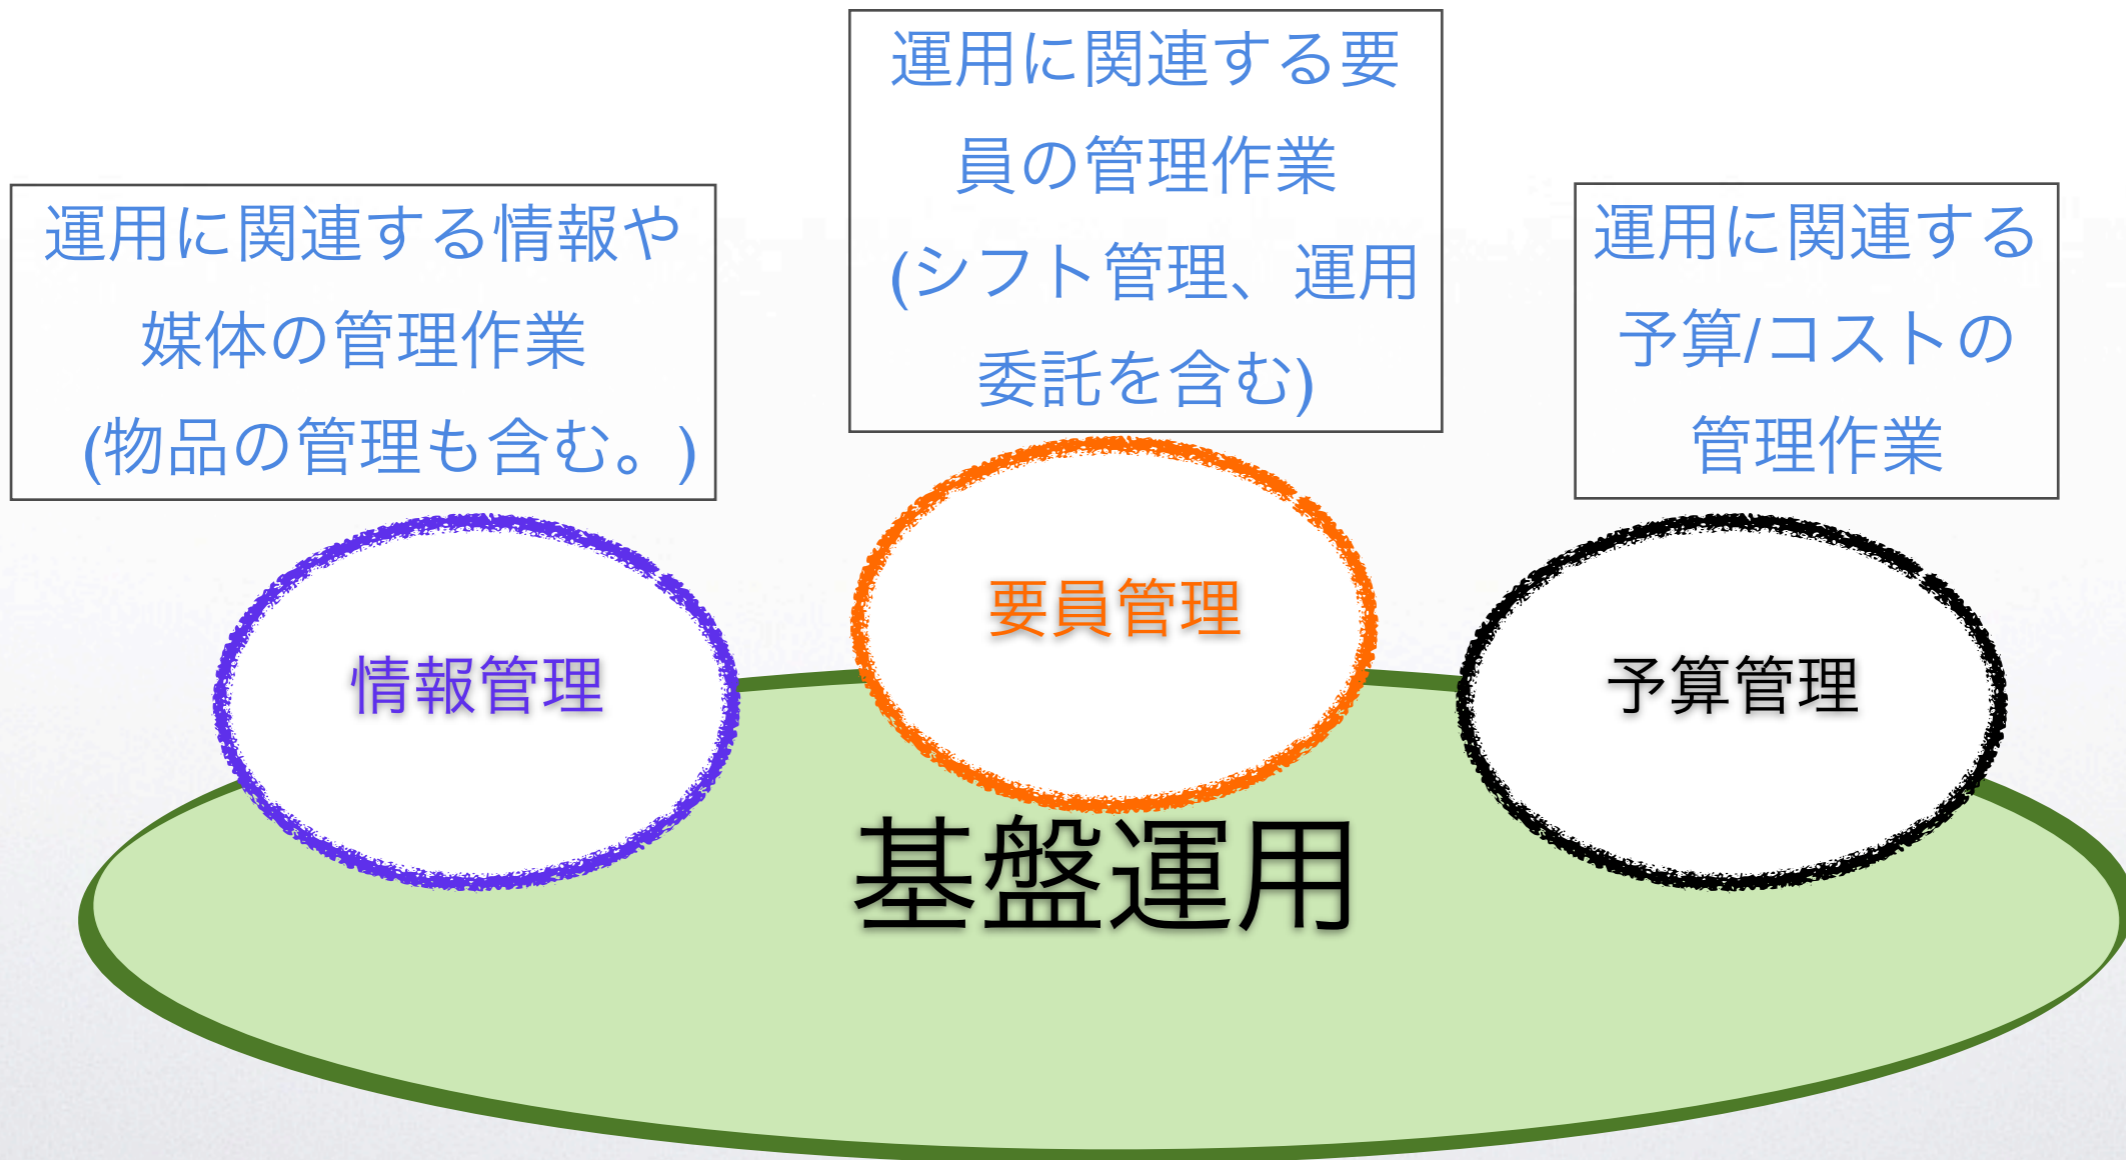 運用に関連する情報や
媒体の管理作業
(物品の管理も含む。)
運用に関連する要
員の管理作業
(シフト管理、運用
委託を含む)
運用に関連する
予算/コストの
管理作業
情報管理
要員管理
予算管理
基盤運用